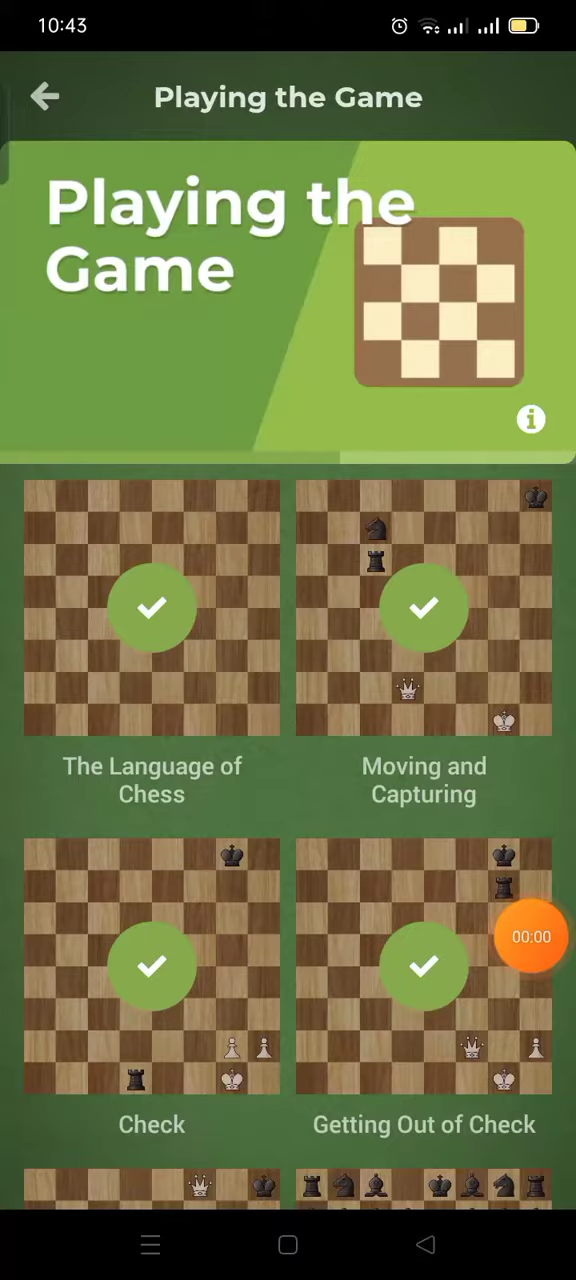 10:43
Playing the Game
Playing the
Game
The Language of
Chess
Moving and
Capturing
00:00
Check
Getting Out of Check